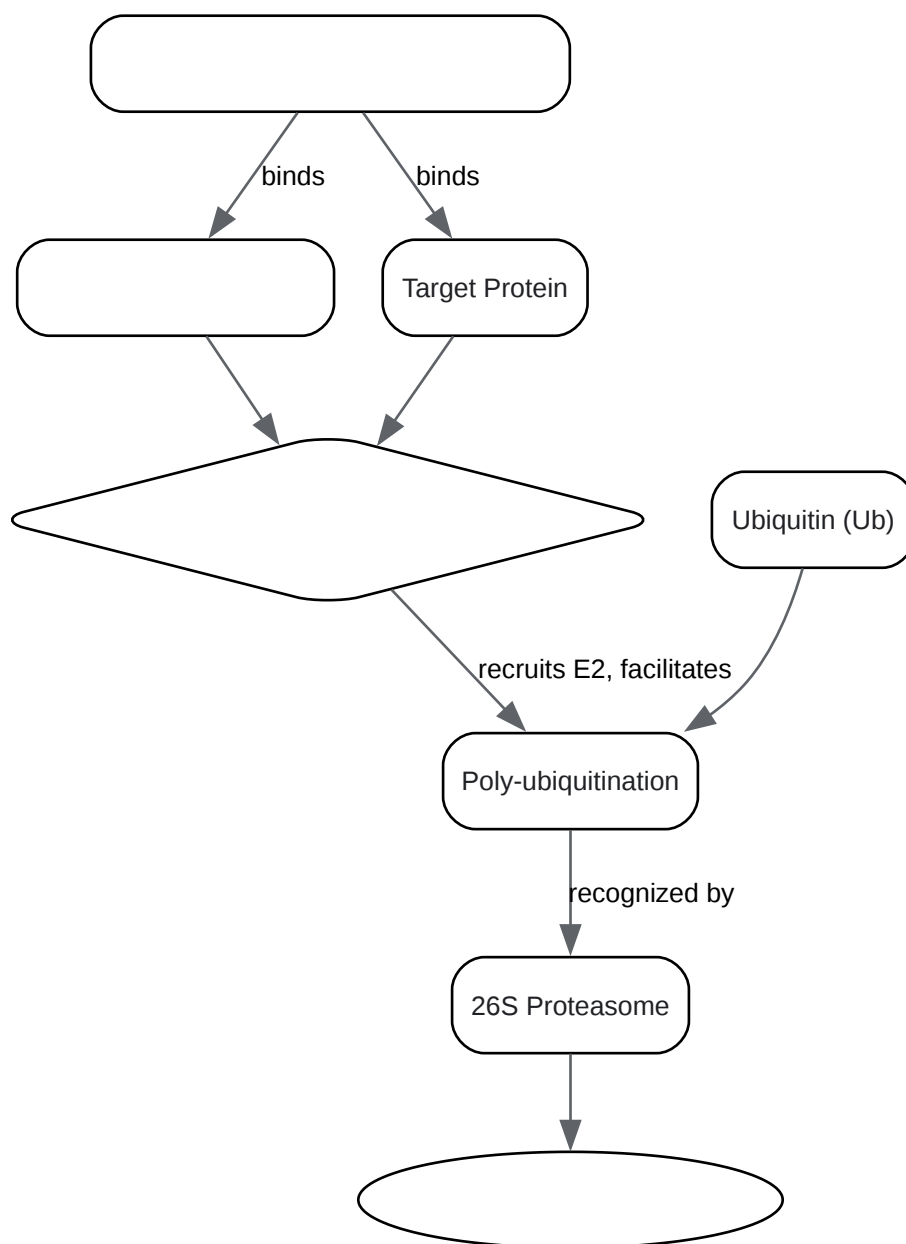 binds
binds
Target Protein
Ubiquitin (Ub)
recruits E2, facilitates
Poly-ubiquitination
recognized by
26S Proteasome